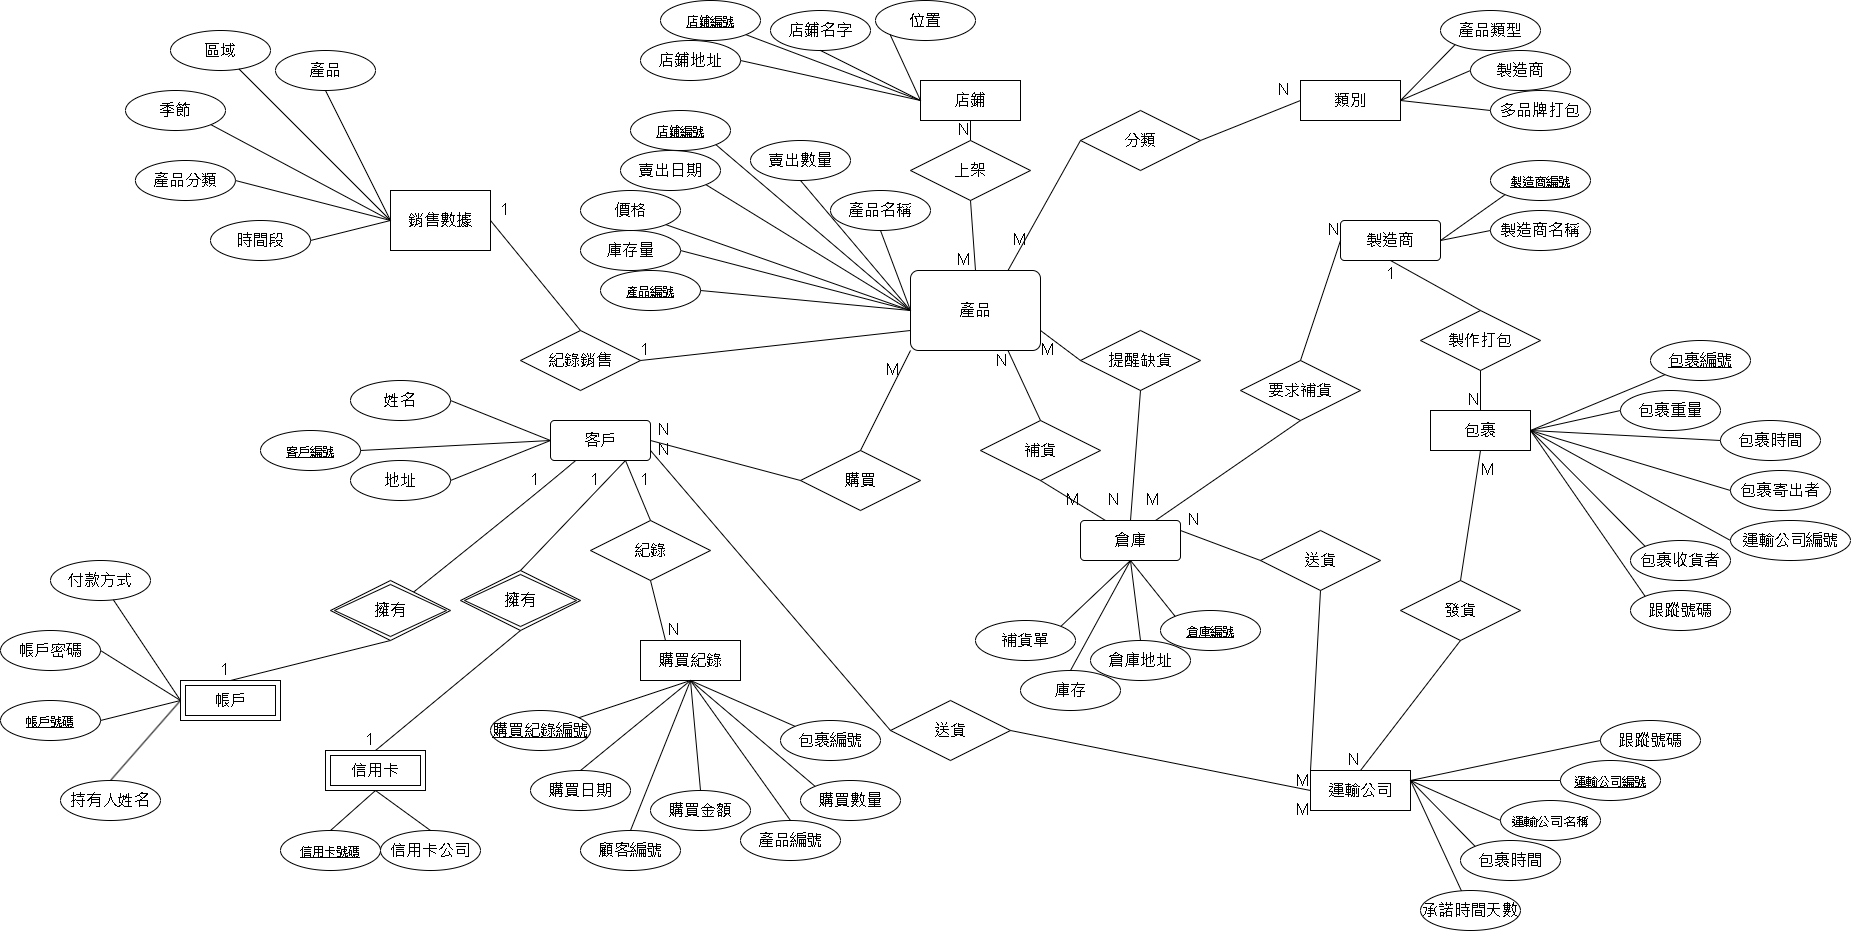 店鋪編號
店鋪名字
位置
店鋪地址
店鋪
N
上架
M
產品類型
製造商
多品牌打包
類別
N
分類
M
區域
產品
季節
產品分類
時間段
銷售數據
1
紀錄銷售
1
店鋪編號
賣出日期
賣出數量
價格
產品名稱
庫存量
產品編號
產品
製造商編號
製造商名稱
製造商
N
1
製作打包
N
要求補貨
M
提醒缺貨
M
N
補貨
N
M
購買
M
N
N
姓名
客戶編號
地址
客戶
1
1
1
包裹編號
包裹重量
包裹時間
包裹寄出者
運輸公司編號
包裹收貨者
跟蹤號碼
包裹
M
發貨
N
倉庫
N
送貨
M
補貨單
庫存
倉庫地址
倉庫編號
紀錄
N
購買紀錄
購買紀錄編號
購買日期
顧客編號
購買金額
產品編號
購買數量
包裹編號
擁有
擁有
付款方式
帳戶密碼
帳戶號碼
持有人姓名
1
帳戶
1
信用卡
信用卡號碼
信用卡公司
送貨
M
運輸公司
跟蹤號碼
運輸公司編號
運輸公司名稱
包裹時間
承諾時間天數